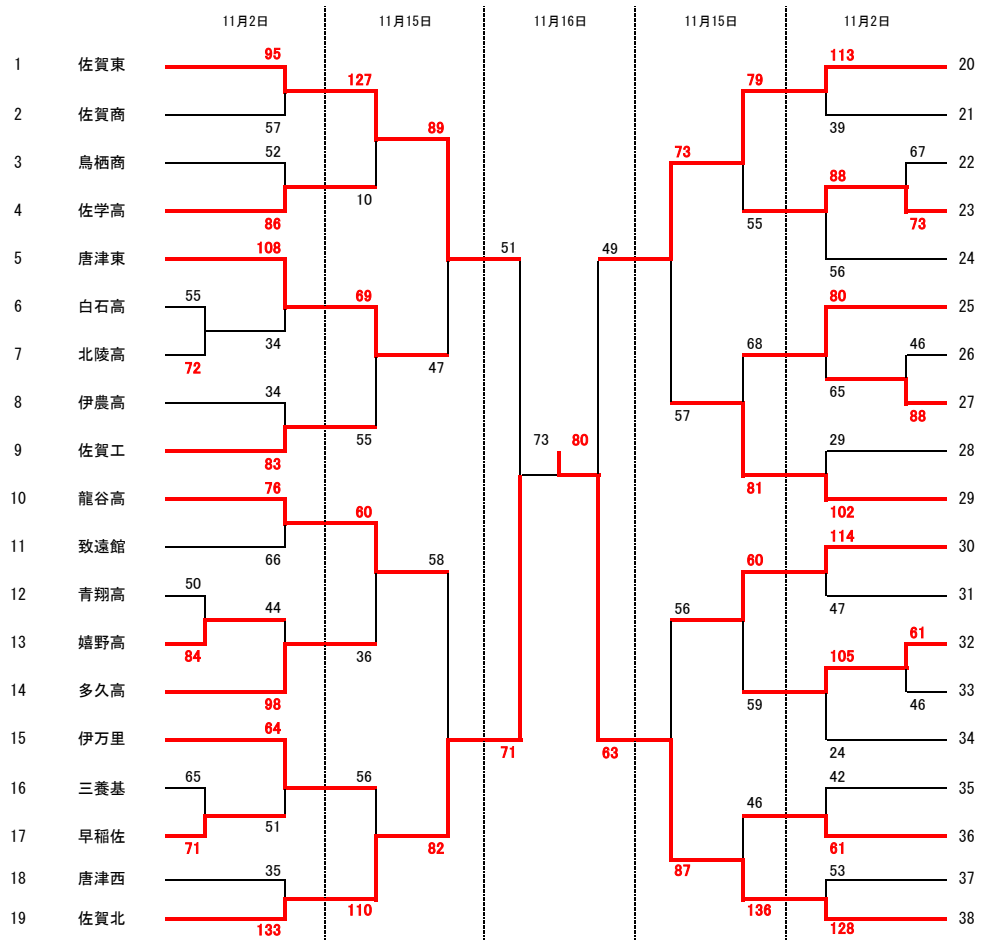 11月2日 11月15日 11月16日 11月15日 11月2日
95 113
1 佐賀東 127 79 20
2 佐賀商 21
57 89 39
3 鳥栖商 52 73 67 22
88
4 佐学高 10 23
86 55 73
5 唐津東 108 51 49 24
56
6 白石高 55 69 80 25
7 北陵高 34 68 46 26
72 47
8 伊農高 34 65 27
57 88
9 佐賀工 55 73 80 29 28
83
10 龍谷高 76 81 29
60 102
11 致遠館 114 30
66 58 60
12 青翔高 50 56 47 31
13 嬉野高 44 61 32
84 36 105
14 多久高 59 46 33
98
15 伊万里 64 71 63 24 34
16 三養基 65 56 42 35
51 46
17 早稲佐 36
71 82 61
18 唐津西 35 87 53 37
19 佐賀北 110 136 38
133 128